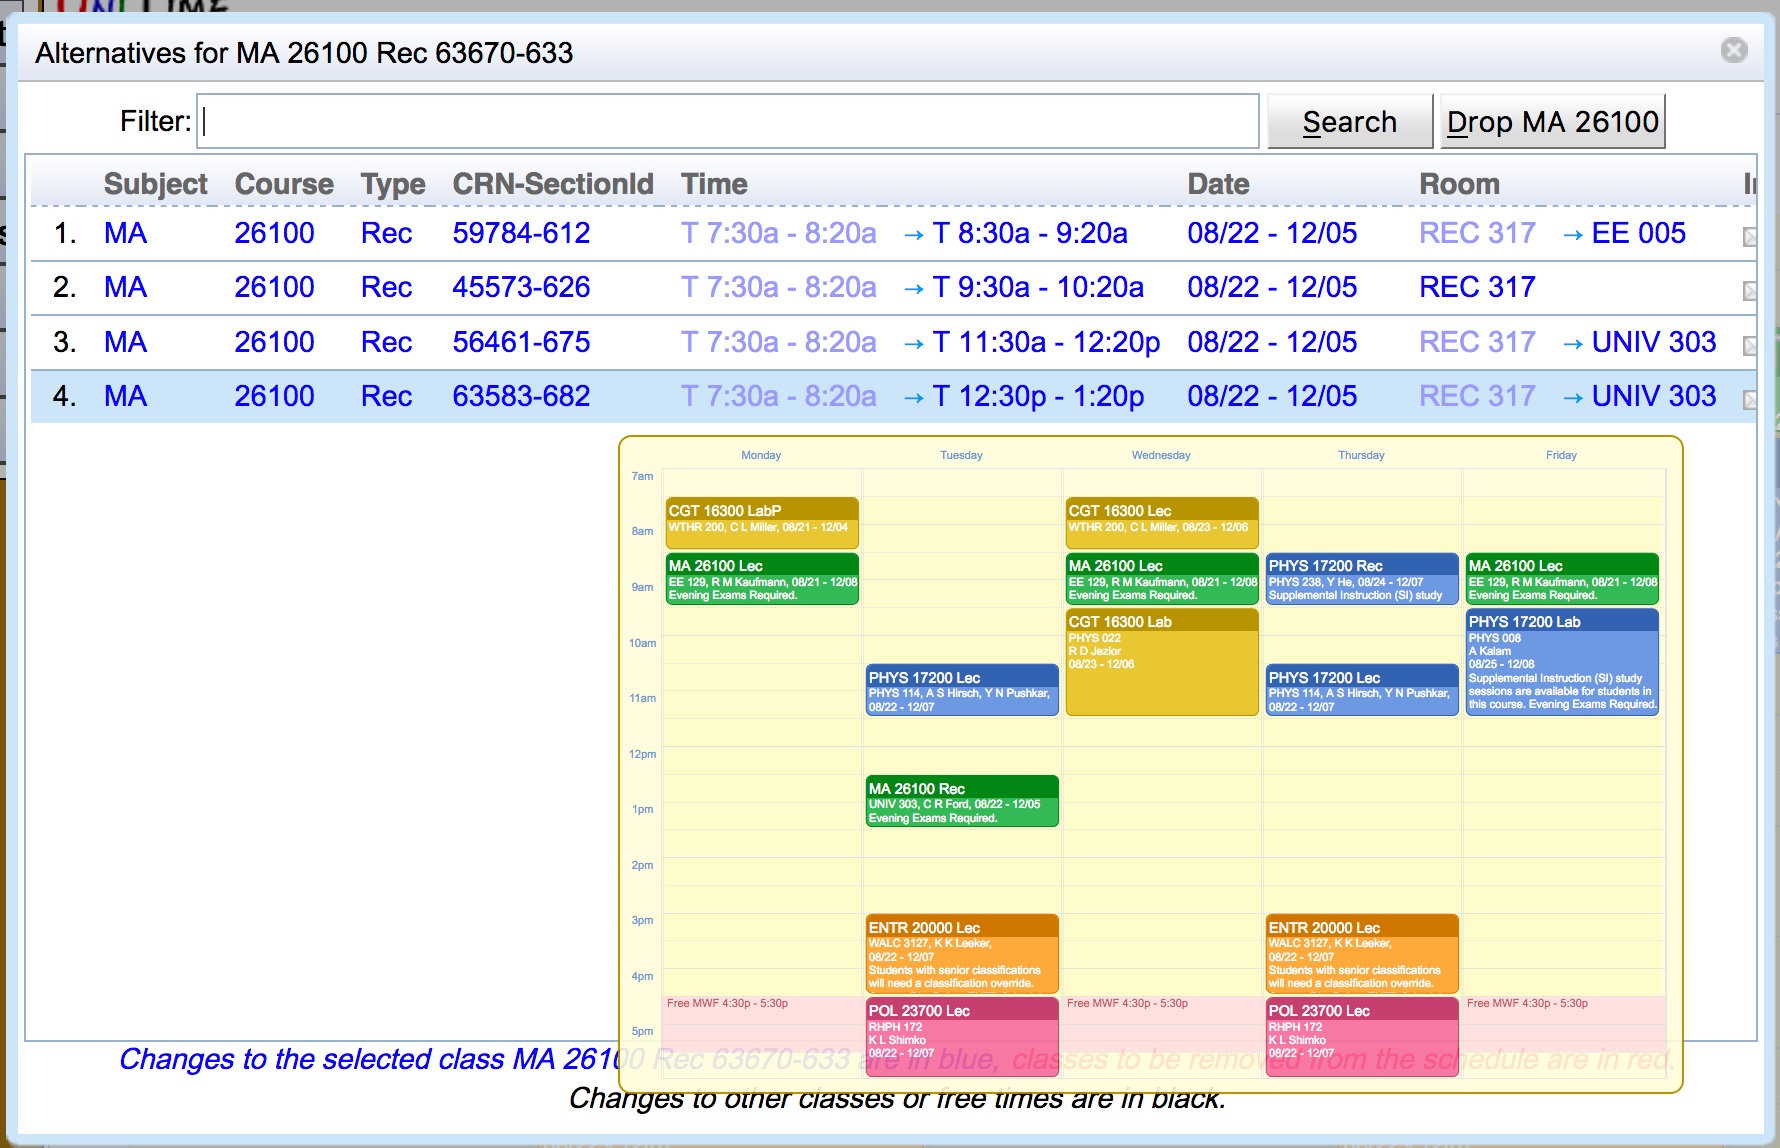 UNITIME
Alternatives for MA 26100 Rec 63670-633
Filter:
Search
Drop MA 26100
Subject Course Type CRN-SectionId Time Date Room
1. MA 26100 Rec 59784-612 T 7:30a - 8:20a → T 8:30a - 9:20a 08/22 - 12/05 REC 317 → EE 005
2. MA 26100 Rec 45573-626 T 7:30a - 8:20a → T 9:30a - 10:20a 08/22 - 12/05 REC 317
3. MA 26100 Rec 56461-675 T 7:30a - 8:20a → T 11:30a - 12:20p 08/22 - 12/05 REC 317 → UNIV 303
4. MA 26100 Rec 63583-682 T 7:30a - 8:20a → T 12:30p - 1:20p 08/22 - 12/05 REC 317 → UNIV 303
Monday Tuesday Wednesday Thursday Friday
7am
8am
9am
10am
11am
12pm
1pm
2pm
3pm
4pm
5pm
CGT 16300 LabP
WTHR 200, C L Miller, 08/21 - 12/04
MA 26100 Lec
EE 129, R M Kaufmann, 08/21 - 12/08
Evening Exams Required.
Free MWF 4:30p - 5:30p
PHYS 17200 Lec
PHYS 114, A S Hirsch, Y N Pushkar,
08/22 - 12/07
MA 26100 Rec
UNIV 303, C R Ford, 08/22 - 12/05
Evening Exams Required.
ENTR 20000 Lec
WALC 3127, K K Leeker,
08/22 - 12/07
Students with senior classifications
will need a classification override.
POL 23700 Lec
RHPH 172
K L Shimko
08/22 - 12/07
CGT 16300 Lec
WTHR 200, C L Miller, 08/23 - 12/06
MA 26100 Lec
EE 129, R M Kaufmann, 08/21 - 12/08
Evening Exams Required.
CGT 16300 Lab
PHYS 022
R D Jezior
08/23 - 12/06
Free MWF 4:30p - 5:30p
PHYS 17200 Rec
PHYS 238, Y He, 08/24 - 12/07
Supplemental Instruction (SI) study
PHYS 17200 Lec
PHYS 114, A S Hirsch, Y N Pushkar,
08/22 - 12/07
ENTR 20000 Lec
WALC 3127, K K Leeker,
08/22 - 12/07
Students with senior classifications
will need a classification override.
POL 23700 Lec
RHPH 172
K L Shimko
08/22 - 12/07
MA 26100 Lec
EE 129, R M Kaufmann, 08/21 - 12/08
Evening Exams Required.
PHYS 17200 Lab
PHYS 008
A Kalam
08/25 - 12/08
Supplemental Instruction (SI) study
sessions are available for students in
this course. Evening Exams Required.
Free MWF 4:30p - 5:30p
Changes to the selected class MA 26100 Rec 63670-633 are in blue, classes to be removed from the schedule are in red.
Changes to other classes or free times are in black.